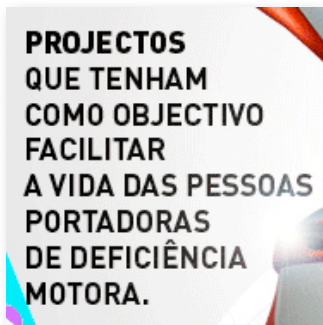 PROJECTOS
QUE TENHAM
COMO OBJECTIVO
FACILITAR
A VIDA DAS PESSOAS
PORTADORAS
DE DEFICIÊNCIA
MOTORA.